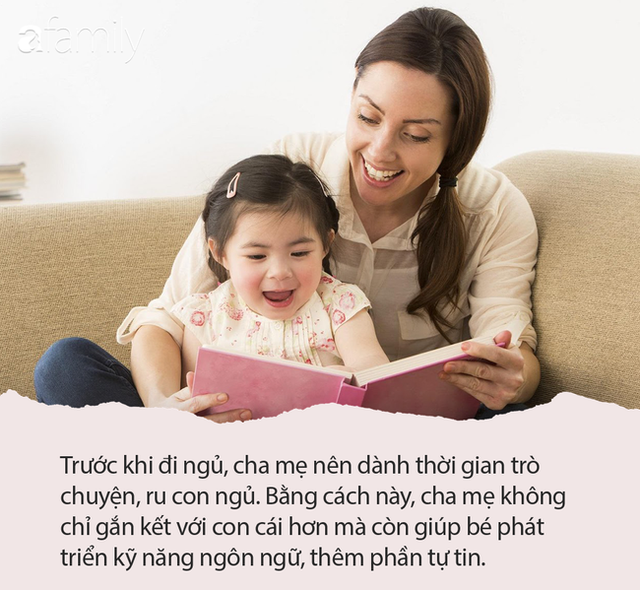 afamily
Trước khi đi ngủ, cha mẹ nên dành thời gian trò
chuyện, ru con ngủ. Bằng cách này, cha mẹ không
chỉ gắn kết với con cái hơn mà còn giúp bé phát
triển kỹ năng ngôn ngữ, thêm phần tự tin.